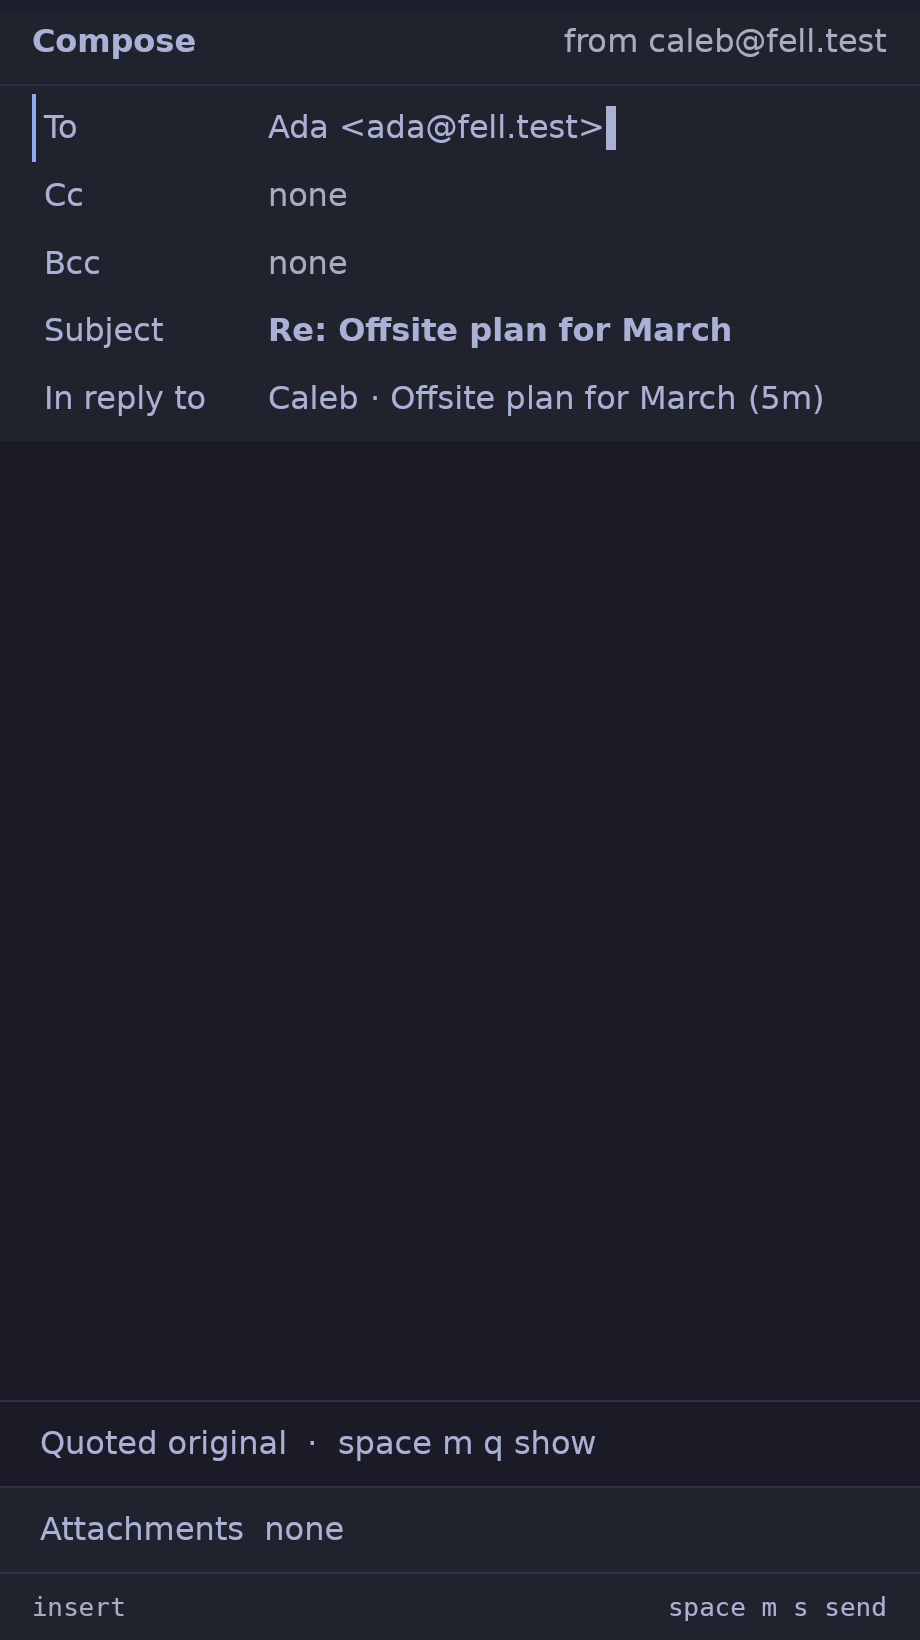 Compose from caleb@fell.test
To Ada <ada@fell.test>
Cc none
Bcc none
Subject Re: Offsite plan for March
In reply to Caleb · Offsite plan for March (5m)
Quoted original · space m q show
Attachments none
insert space m s send